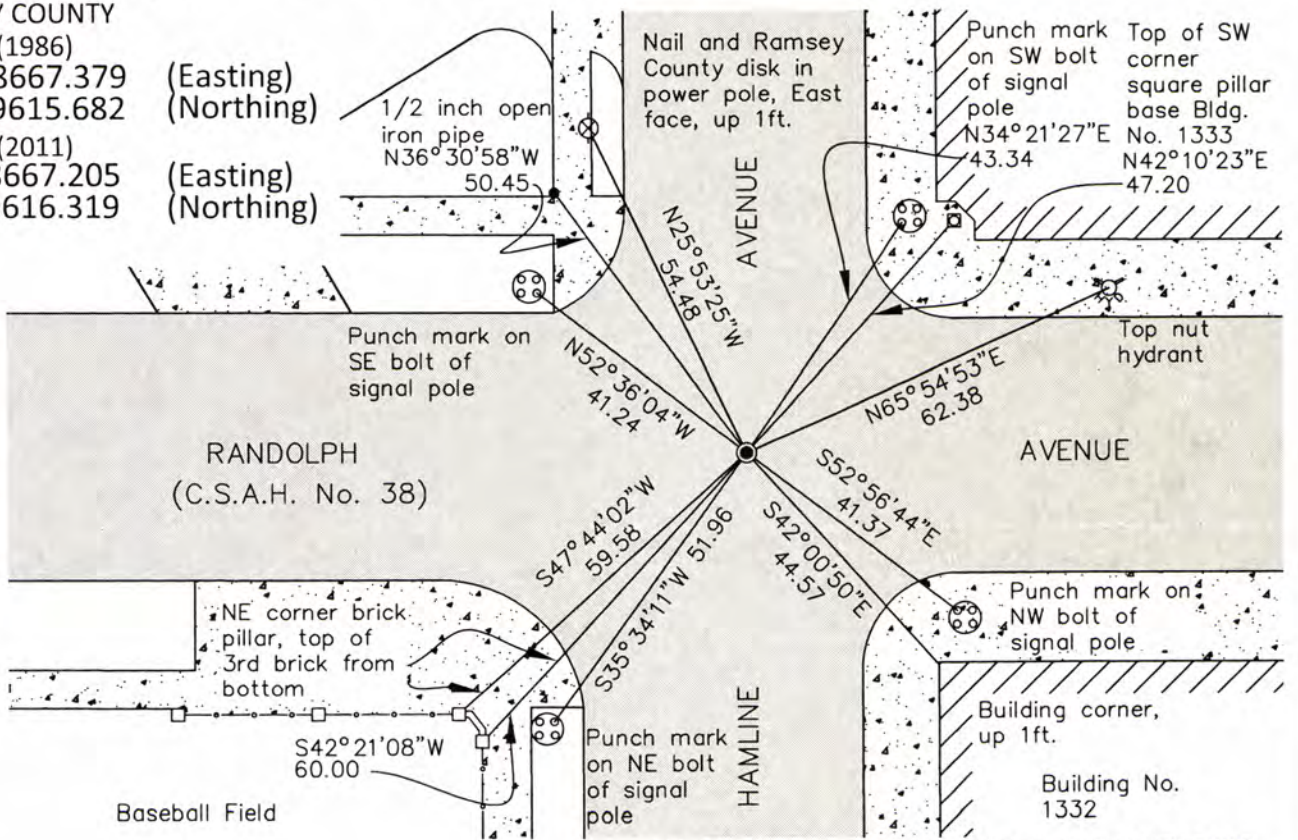 COUNTY
(1986)
667.379 (Easting)
9615.682 (Northing)
(2011)
667.205 (Easting)
616.319 (Northing)
1/2 inch open
iron pipe
N36°30'58"W
50.45
Nail and Ramsey
County disk in
power pole, East
face, up 1ft.
Punch mark
on SW bolt
of signal
pole
N34°21'27"E
43.34
Top of SW
corner
square pillar
base Bldg.
No. 1333
N42°10'23"E
47.20
AVENUE
N25°53'25"W
54.48
Punch mark on
SE bolt of
signal pole
N52°36'04"W
41.24
Top nut
hydrant
N65°54'53"E
62.38
RANDOLPH
(C.S.A.H. No. 38)
AVENUE
S47°44'02"W
59.58
S35°34'11"W 51.96
S52°56'44"E
41.37
S42°00'50"E
44.57
NE corner brick
pillar, top of
3rd brick from
bottom
Punch mark on
NW bolt of
signal pole
S42°21'08"W
60.00
Baseball Field
Punch mark
on NE bolt
of signal
pole
HAMLINE
Building corner,
up 1ft.
Building No.
1332